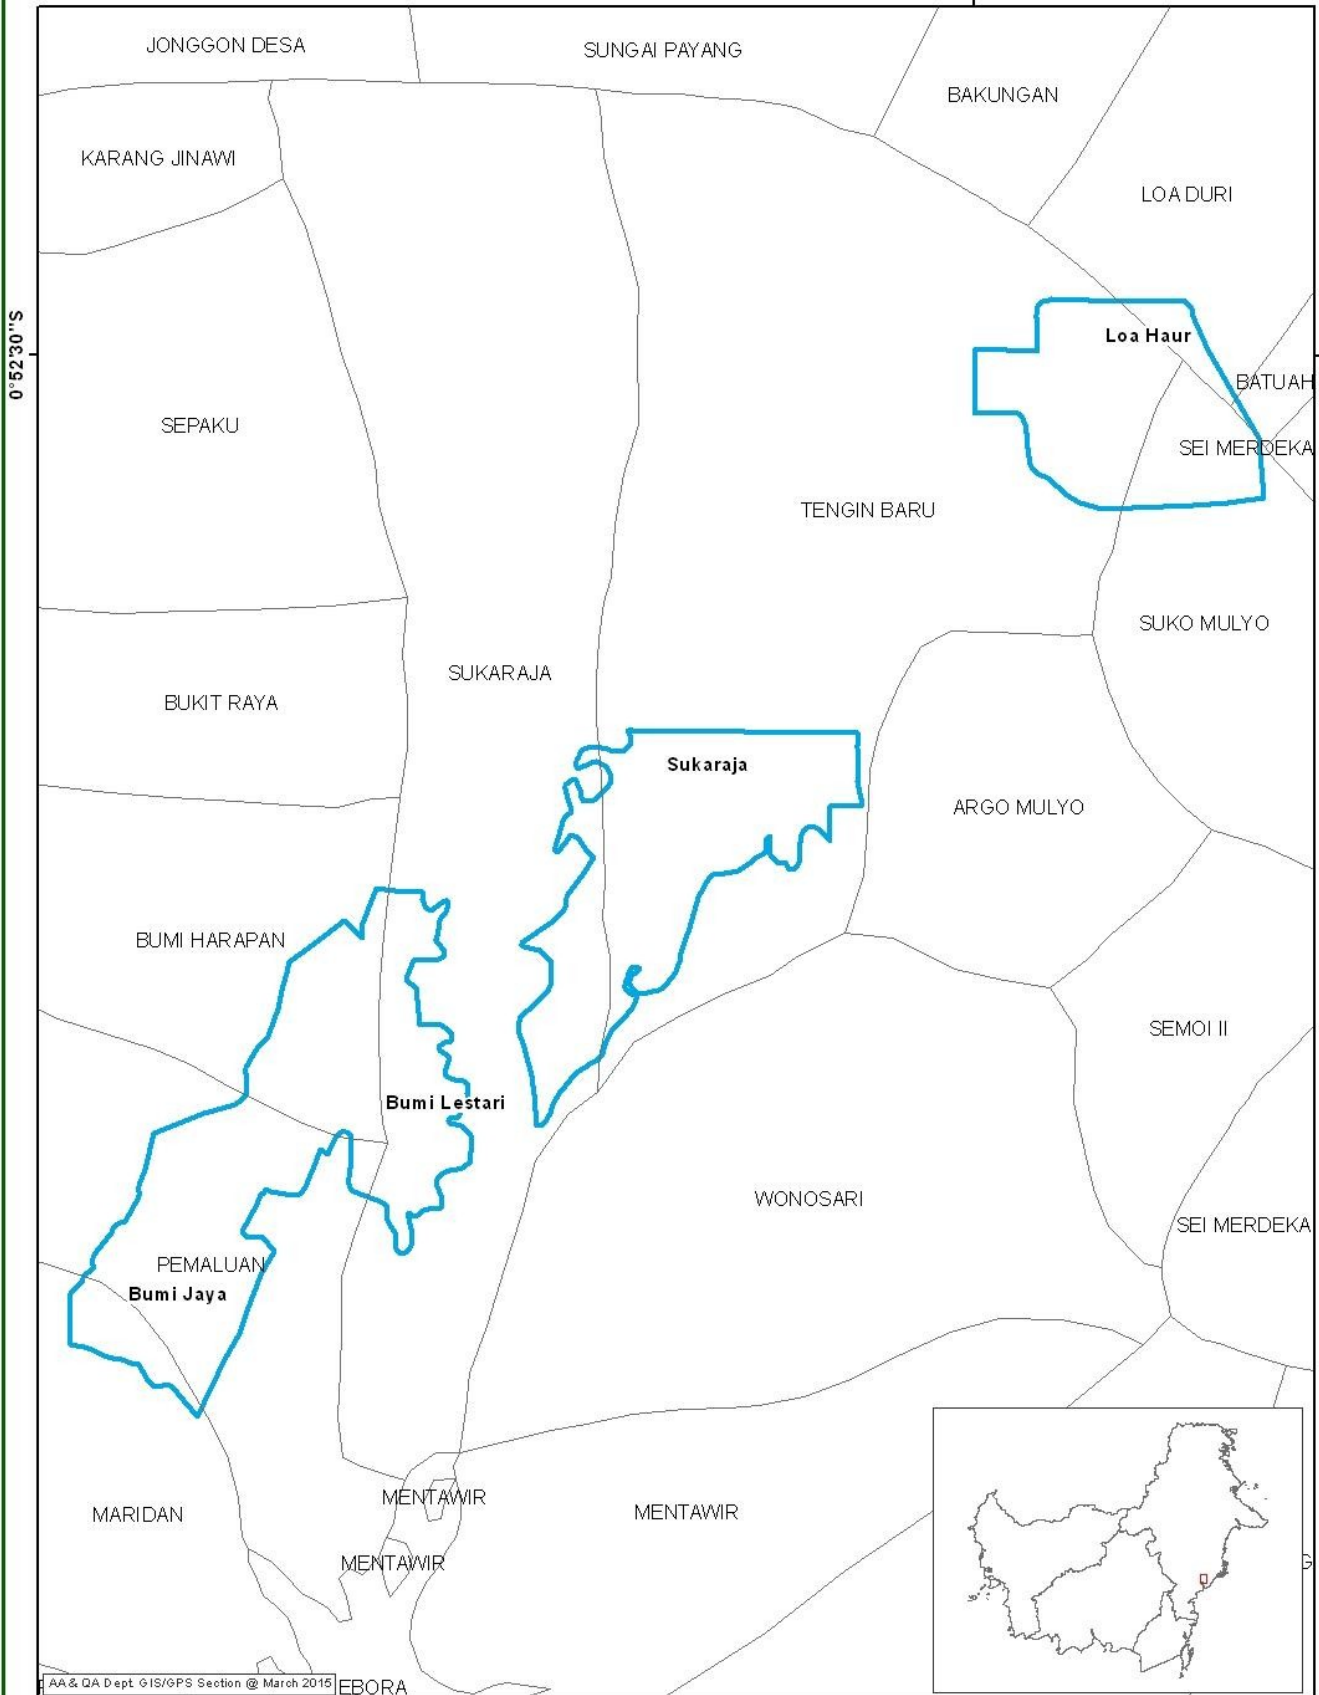 JONGGON DESA
SUNGAI PAYANG
BAKUNGAN
KARANG JINAWI
LOA DURI
0°52'30"S
Loa Haur
BATUAH
SEPAKU
SEI MERDEKA
TENGIN BARU
SUKO MULYO
SUKARAJA
BUKIT RAYA
Sukaraja
ARGO MULYO
BUMI HARAPAN
SEMOI II
Bumi Lestari
WONOSARI
SEI MERDEKA
PEMALUAN
Bumi Jaya
MENTAWIR
MARIDAN
MENTAWIR
MENTAWIR
G
AA & QA Dept. GIS/GPS Section @ March 2015
EBORA